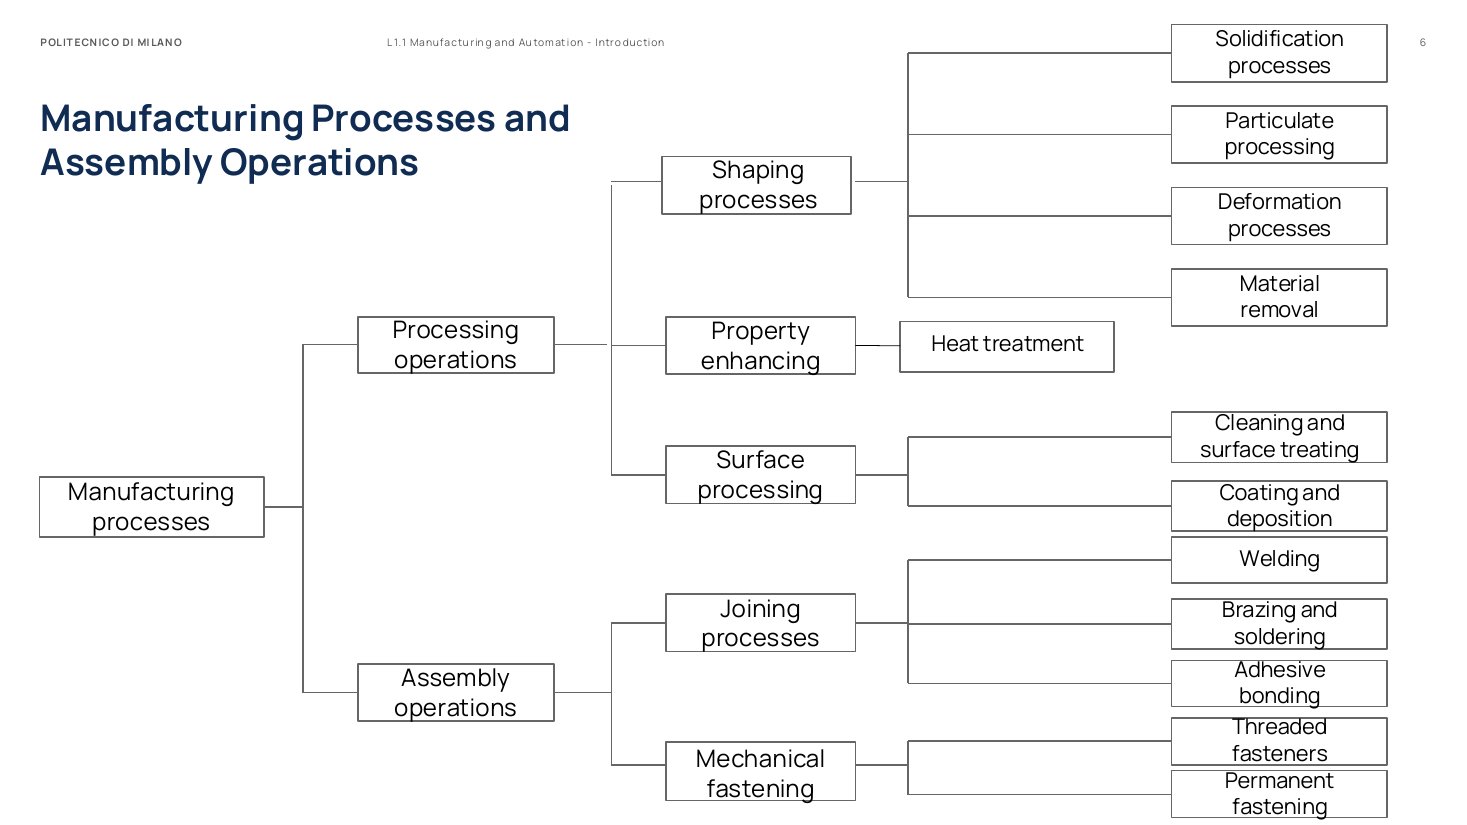 POLITECNICO DI MILANO
L1.1 Manufacturing and Automation - Introduction
6
Manufacturing Processes and
Assembly Operations
Manufacturing
processes
Processing
operations
Assembly
operations
Shaping
processes
Property
enhancing
Surface
processing
Joining
processes
Mechanical
fastening
Heat treatment
Solidification
processes
Particulate
processing
Deformation
processes
Material
removal
Cleaning and
surface treating
Coating and
deposition
Welding
Brazing and
soldering
Adhesive
bonding
Threaded
fasteners
Permanent
fastening